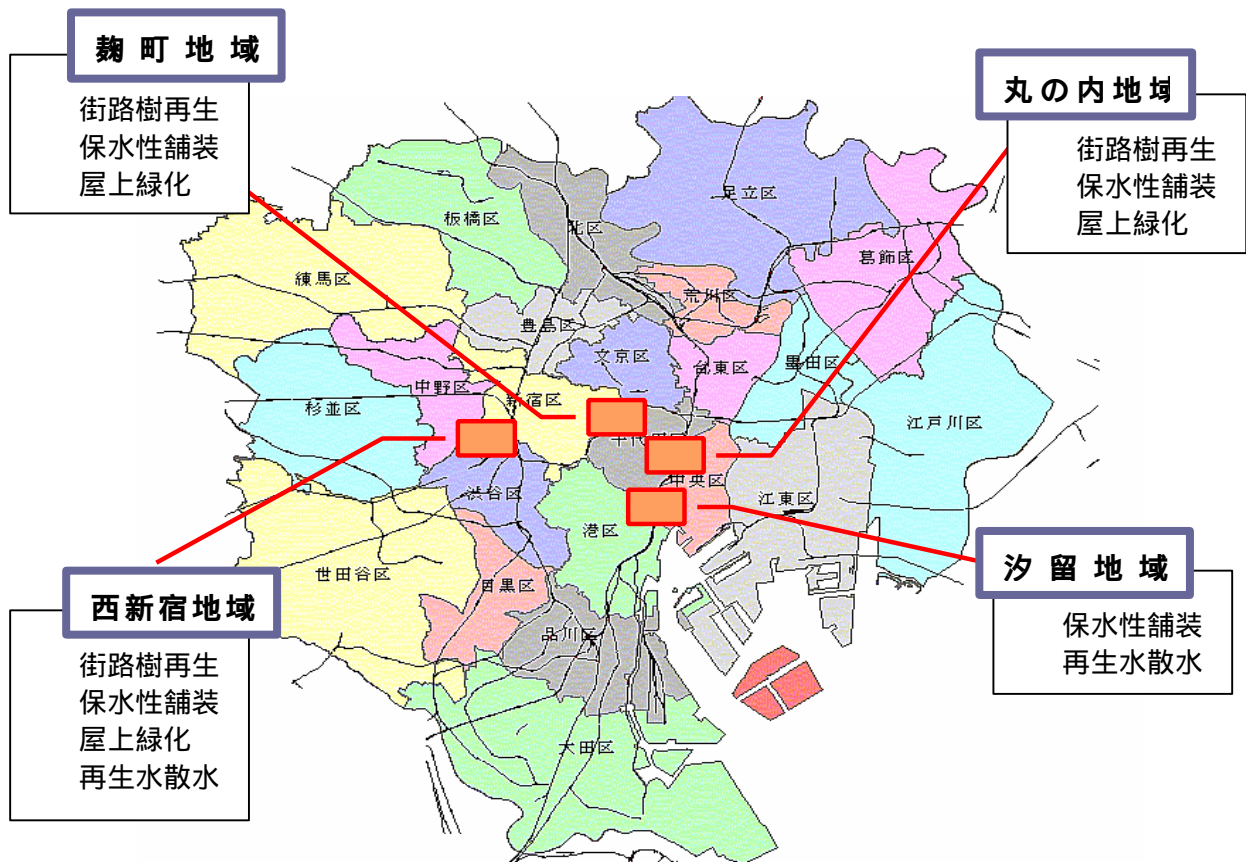 麹町地域
街路樹再生
保水性舗装
屋上緑化
丸の内地域
街路樹再生
保水性舗装
屋上緑化
足立区
板橋区
北区
葛飾区
練馬区
荒川区
豊島区
文京区
台東区
墨田区
中野区
新宿区
杉並区
江戸川区
千代田区
中央区
江東区
渋谷区
港区
世田谷区
目黒区
品川区
大田区
西新宿地域
街路樹再生
保水性舗装
屋上緑化
再生水散水
汐留地域
保水性舗装
再生水散水